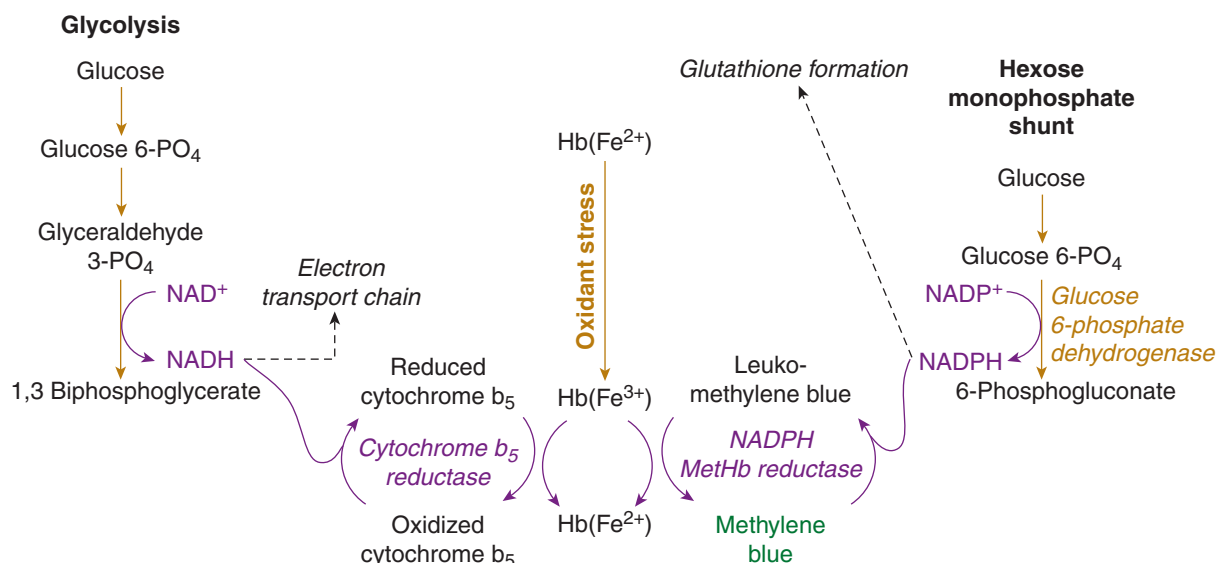 Glycolysis
Glucose
Glucose 6-PO4
Glyceraldehyde
3-PO4
NAD+
NADH
1,3 Biphosphoglycerate
Electron
transport chain
Reduced
cytochrome b5
Cytochrome b5
reductase
Oxidized
cytochrome b5
Hb(Fe2+)
Oxidant stress
Hb(Fe3+)
Hb(Fe2+)
Glutathione formation
Leuko-
methylene blue
NADPH
MetHb reductase
Methylene
blue
Hexose
monophosphate
shunt
Glucose
Glucose 6-PO4
NADP+
Glucose
6-phosphate
dehydrogenase
NADPH
6-Phosphogluconate